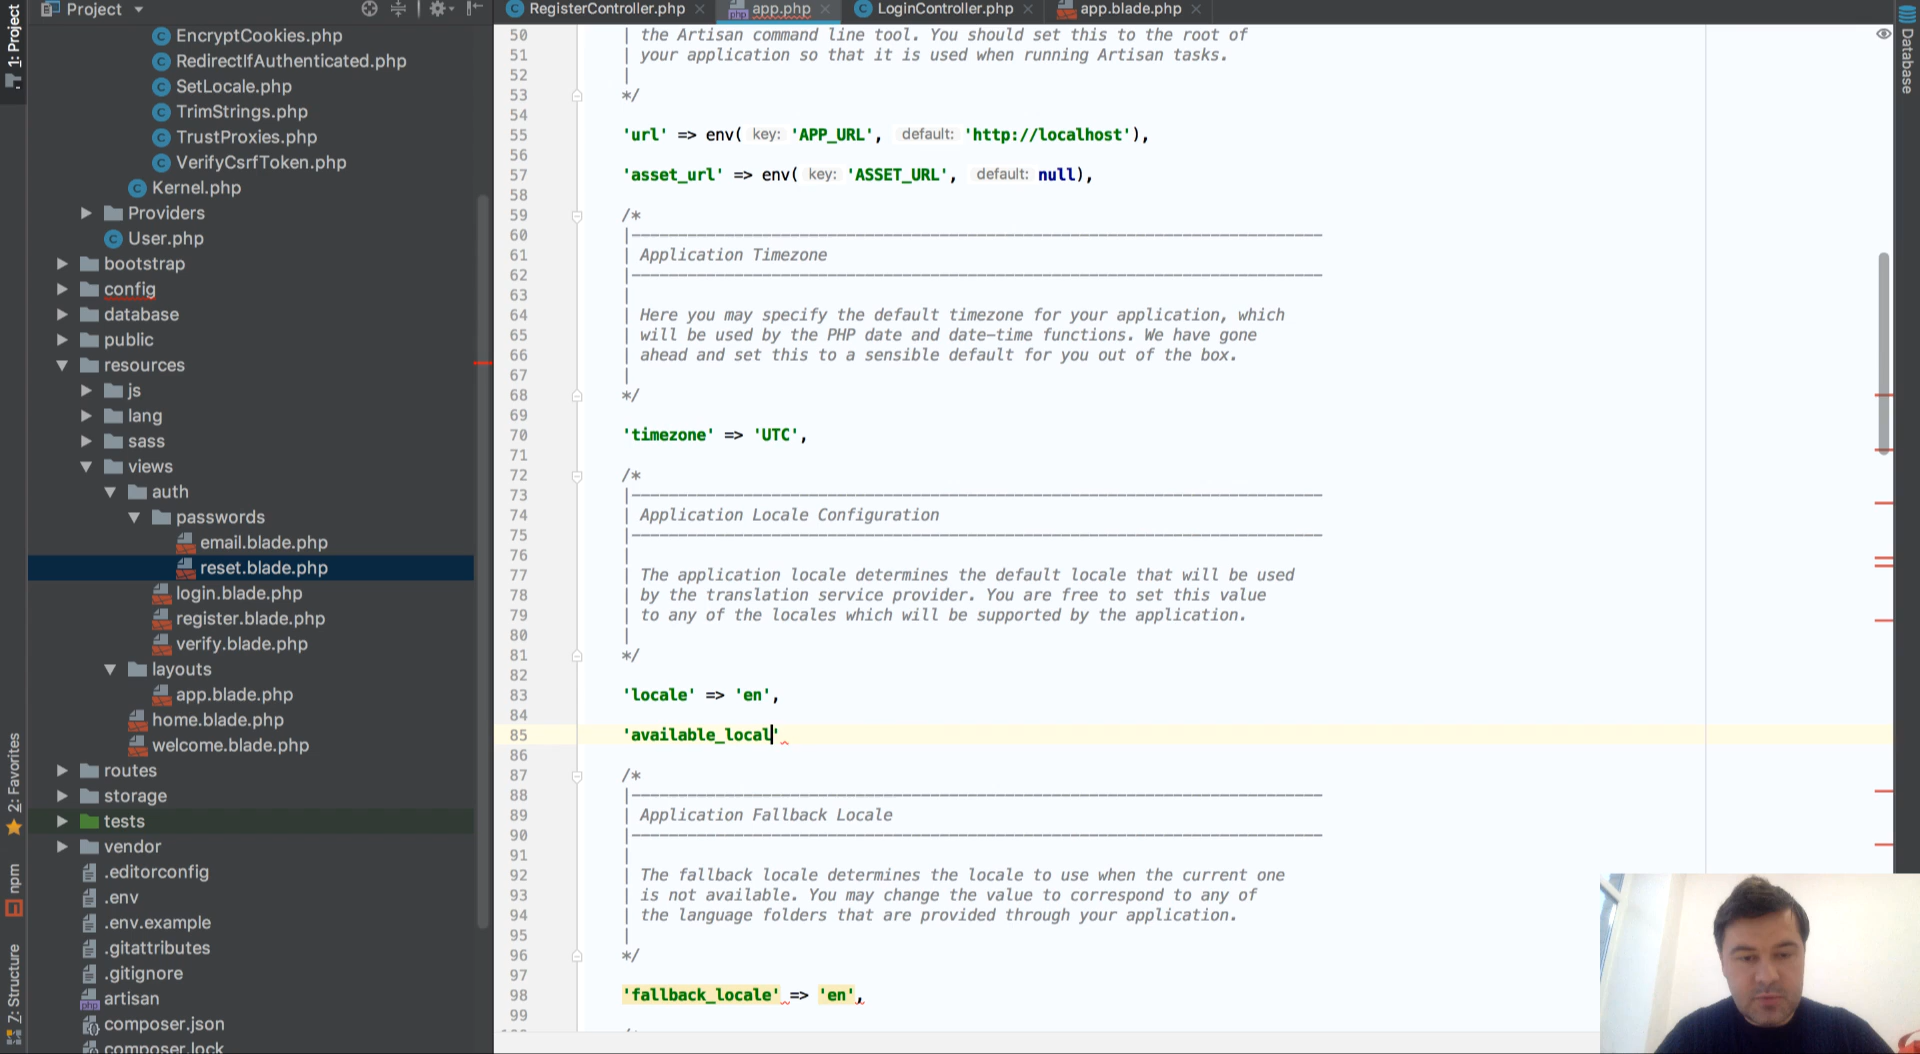 Project
RegisterController.php
app.php
LoginController.php
app.blade.php
1: Project
2: Favorites
npm
Z: Structure
Database
EncryptCookies.php
RedirectIfAuthenticated.php
SetLocale.php
TrimStrings.php
TrustProxies.php
VerifyCsrfToken.php
Kernel.php
Providers
User.php
bootstrap
config
database
public
resources
js
lang
sass
views
auth
passwords
email.blade.php
reset.blade.php
login.blade.php
register.blade.php
verify.blade.php
layouts
app.blade.php
home.blade.php
welcome.blade.php
routes
storage
tests
vendor
.editorconfig
.env
.env.example
.gitattributes
.gitignore
artisan
composer.json
composer.lock
50 | the Artisan command line tool. You should set this to the root of
51 | your application so that it is used when running Artisan tasks.
52 |
53 */
54
55 'url' => env( key: 'APP_URL', default: 'http://localhost'),
56
57 'asset_url' => env( key: 'ASSET_URL', default: null),
58
59 /*
60 |--------------------------------------------------------------------------
61 | Application Timezone
62 |--------------------------------------------------------------------------
63 |
64 | Here you may specify the default timezone for your application, which
65 | will be used by the PHP date and date-time functions. We have gone
66 | ahead and set this to a sensible default for you out of the box.
67 |
68 */
69
70 'timezone' => 'UTC',
71
72 /*
73 |--------------------------------------------------------------------------
74 | Application Locale Configuration
75 |--------------------------------------------------------------------------
76 |
77 | The application locale determines the default locale that will be used
78 | by the translation service provider. You are free to set this value
79 | to any of the locales which will be supported by the application.
80 |
81 */
82
83 'locale' => 'en',
84
85 'available_local'
86
87 /*
88 |--------------------------------------------------------------------------
89 | Application Fallback Locale
90 |--------------------------------------------------------------------------
91 |
92 | The fallback locale determines the locale to use when the current one
93 | is not available. You may change the value to correspond to any of
94 | the language folders that are provided through your application.
95 |
96 */
97
98 'fallback_locale' => 'en',
99